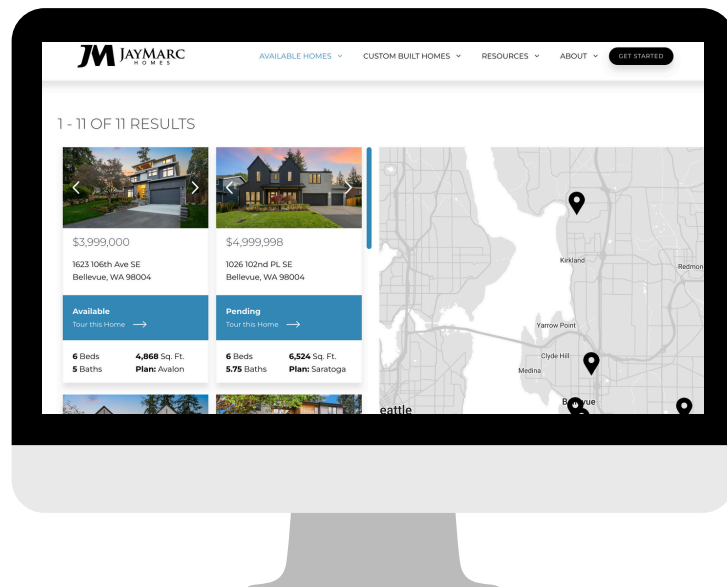 JM JAYMARC
HOMES
AVAILABLE HOMES
CUSTOM BUILT HOMES
RESOURCES
ABOUT
GET STARTED
1 - 11 OF 11 RESULTS
$3,999,000
1623 106th Ave SE
Bellevue, WA 98004
Available
Tour this Home
6 Beds 4,868 Sq. Ft.
5 Baths Plan: Avalon
$4,999,998
1026 102nd PL SE
Bellevue, WA 98004
Pending
Tour this Home
6 Beds 6,524 Sq. Ft.
5.75 Baths Plan: Saratoga
Kirkland
Redmon
Yarrow Point
Clyde Hill
Medina
eattle